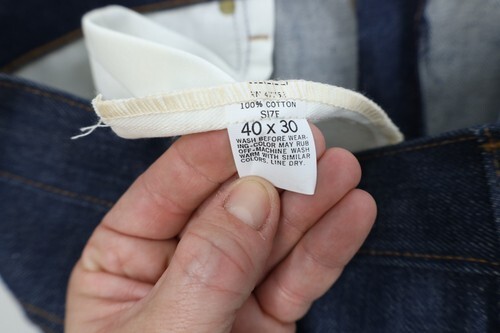 100% COTTON
SIZE
40 x 30
WASH BEFORE WEAR-
ING-COLOR MAY RUB
OFF-MACHINE WASH
WARM WITH SIMILAR
COLORS. LINE DRY.